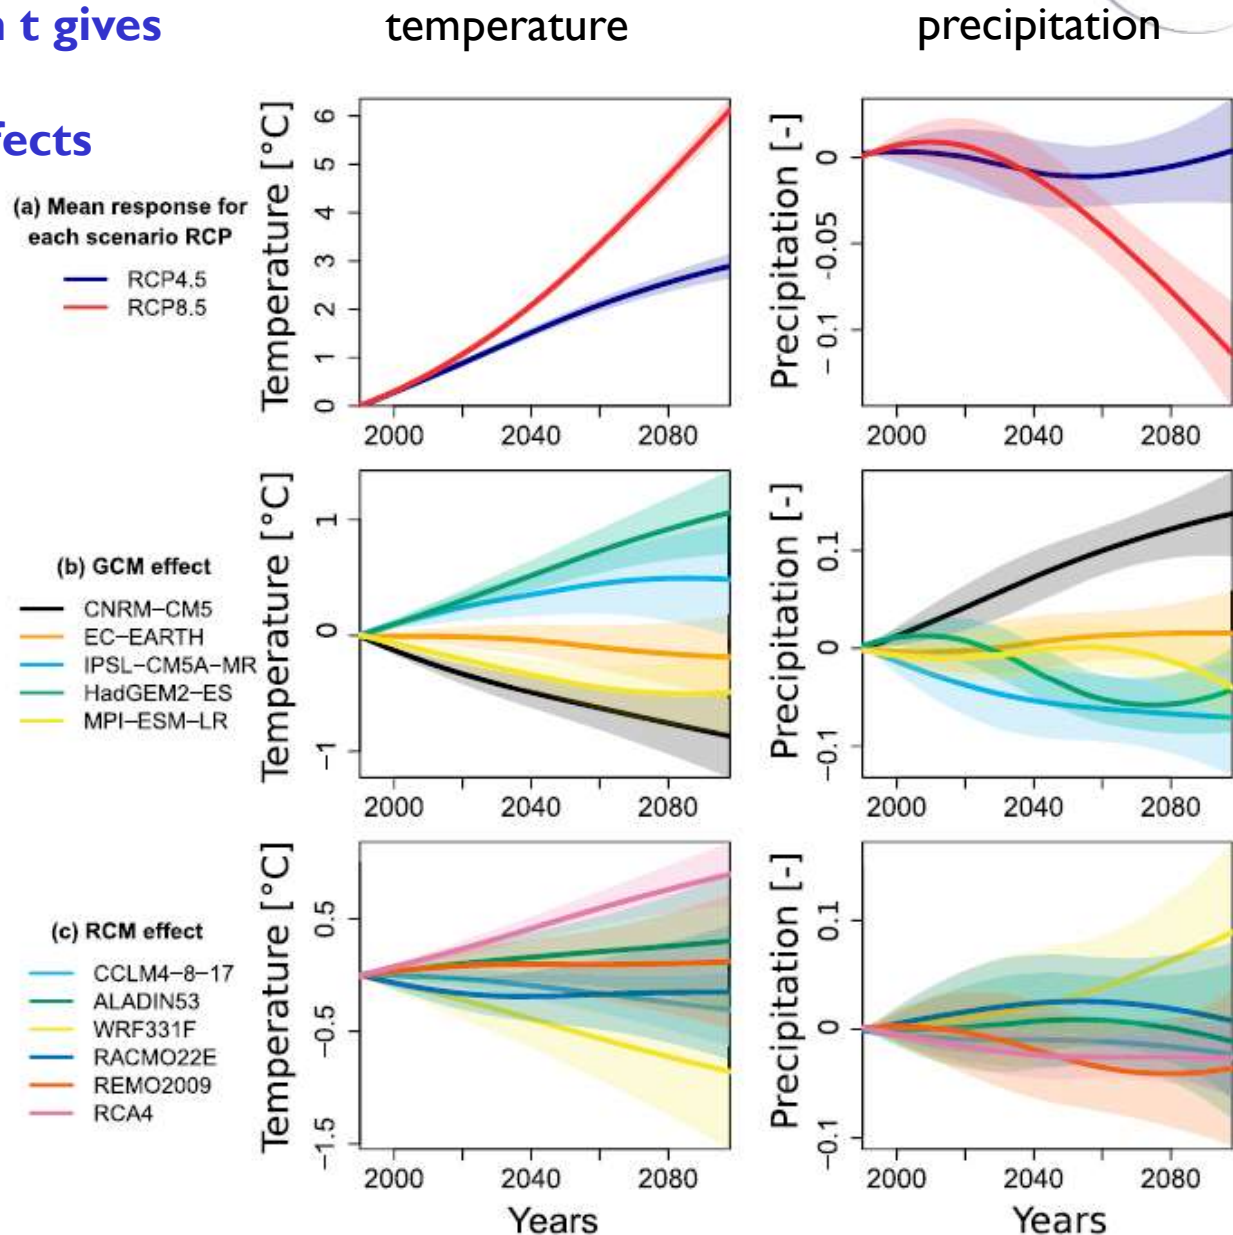 t gives
temperature
precipitation
(a) Mean response for
each scenario RCP
RCP4.5
RCP8.5
Temperature [°C]
0
1
2
3
4
5
6
2000
2040
2080
Precipitation [-]
0
-0.05
-0.1
2000
2040
2080
(b) GCM effect
CNRM-CM5
EC-EARTH
IPSL-CM5A-MR
HadGEM2-ES
MPI-ESM-LR
Temperature [°C]
1
0
-1
2000
2040
2080
Precipitation [-]
0.1
0
-0.1
2000
2040
2080
(c) RCM effect
CCLM4-8-17
ALADIN53
WRF331F
RACMO22E
REMO2009
RCA4
Temperature [°C]
0.5
-0.5
-1.5
2000
2040
2080
Years
Precipitation [-]
0.1
0
-0.1
2000
2040
2080
Years